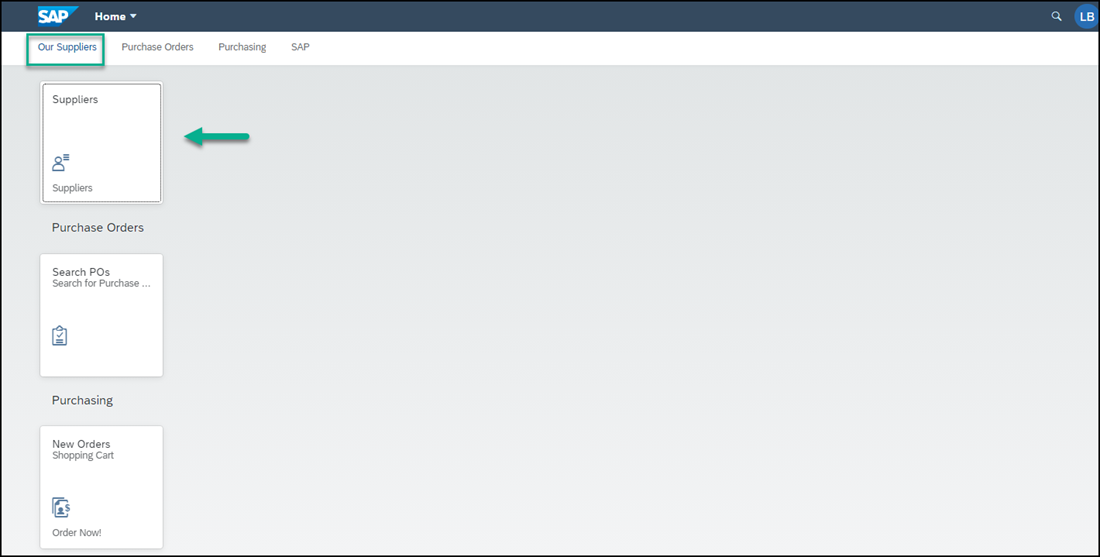 SAP Home LB
Our Suppliers Purchase Orders Purchasing SAP
Suppliers
Suppliers
Purchase Orders
Search POs
Search for Purchase ...
Purchasing
New Orders
Shopping Cart
Order Now!